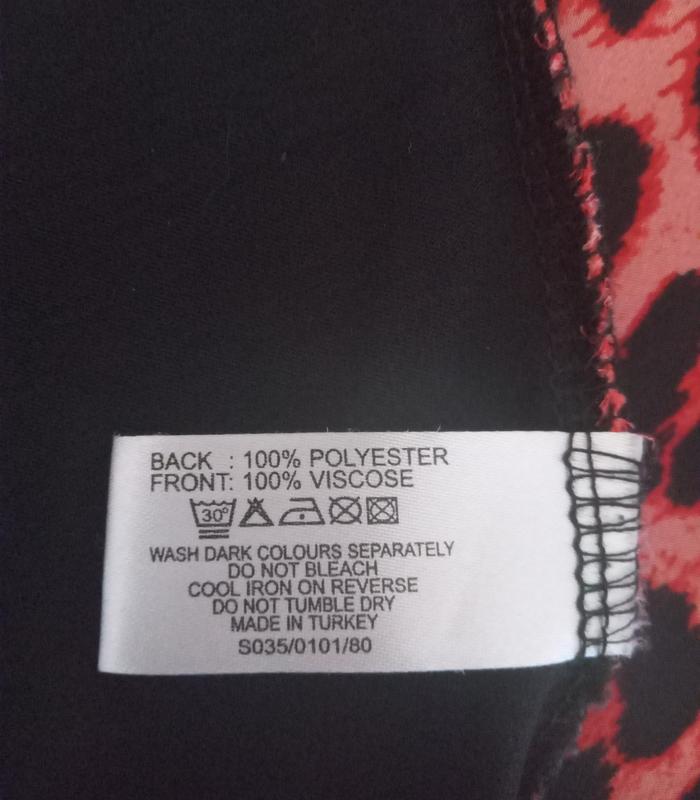 BACK : 100% POLYESTER
FRONT: 100% VISCOSE
30°
WASH DARK COLOURS SEPARATELY
DO NOT BLEACH
COOL IRON ON REVERSE
DO NOT TUMBLE DRY
MADE IN TURKEY
S035/0101/80